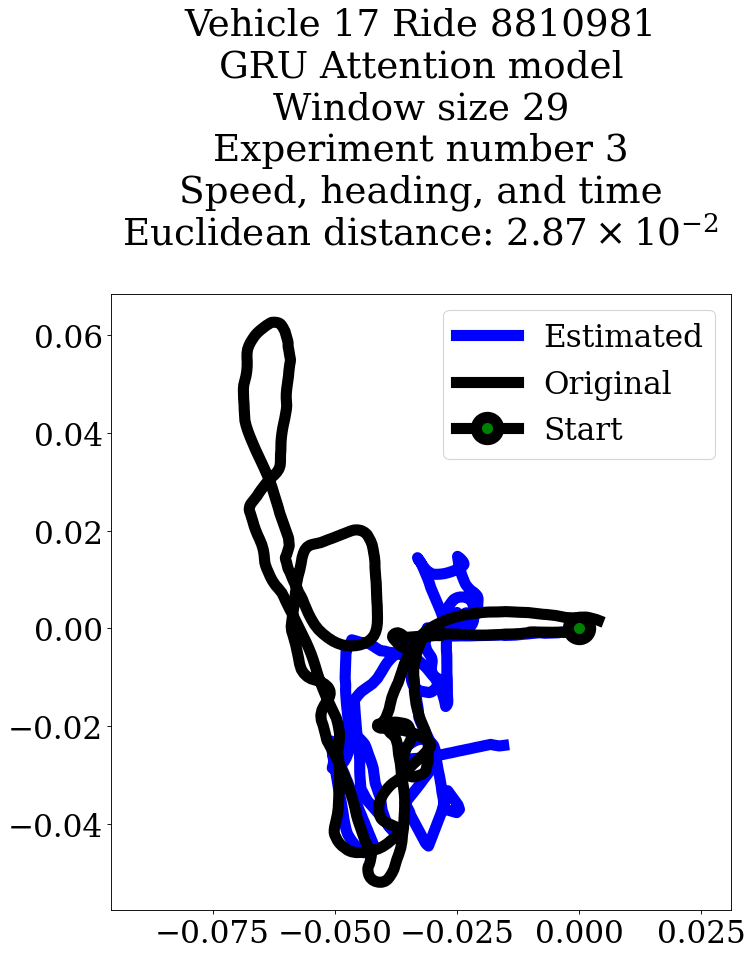 Vehicle 17 Ride 8810981
GRU Attention model
Window size 29
Experiment number 3
Speed, heading, and time
Euclidean distance: 2.87 × 10⁻²
Estimated
Original
Start
0.06
0.04
0.02
0.00
−0.02
−0.04
−0.075 −0.050 −0.025 0.000 0.025